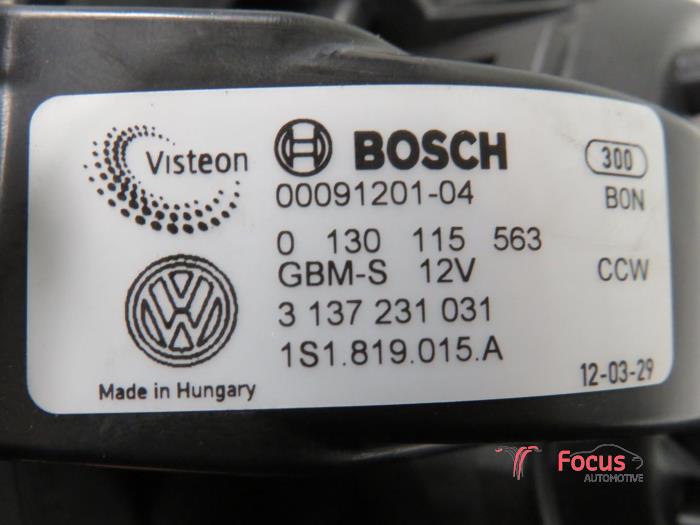 Visteon BOSCH 300
00091201-04 BON
0 130 115 563
GBM-S 12V CCW
3 137 231 031
1S1.819.015.A
Made in Hungary 12-03-29
Focus
AUTOMOTIVE